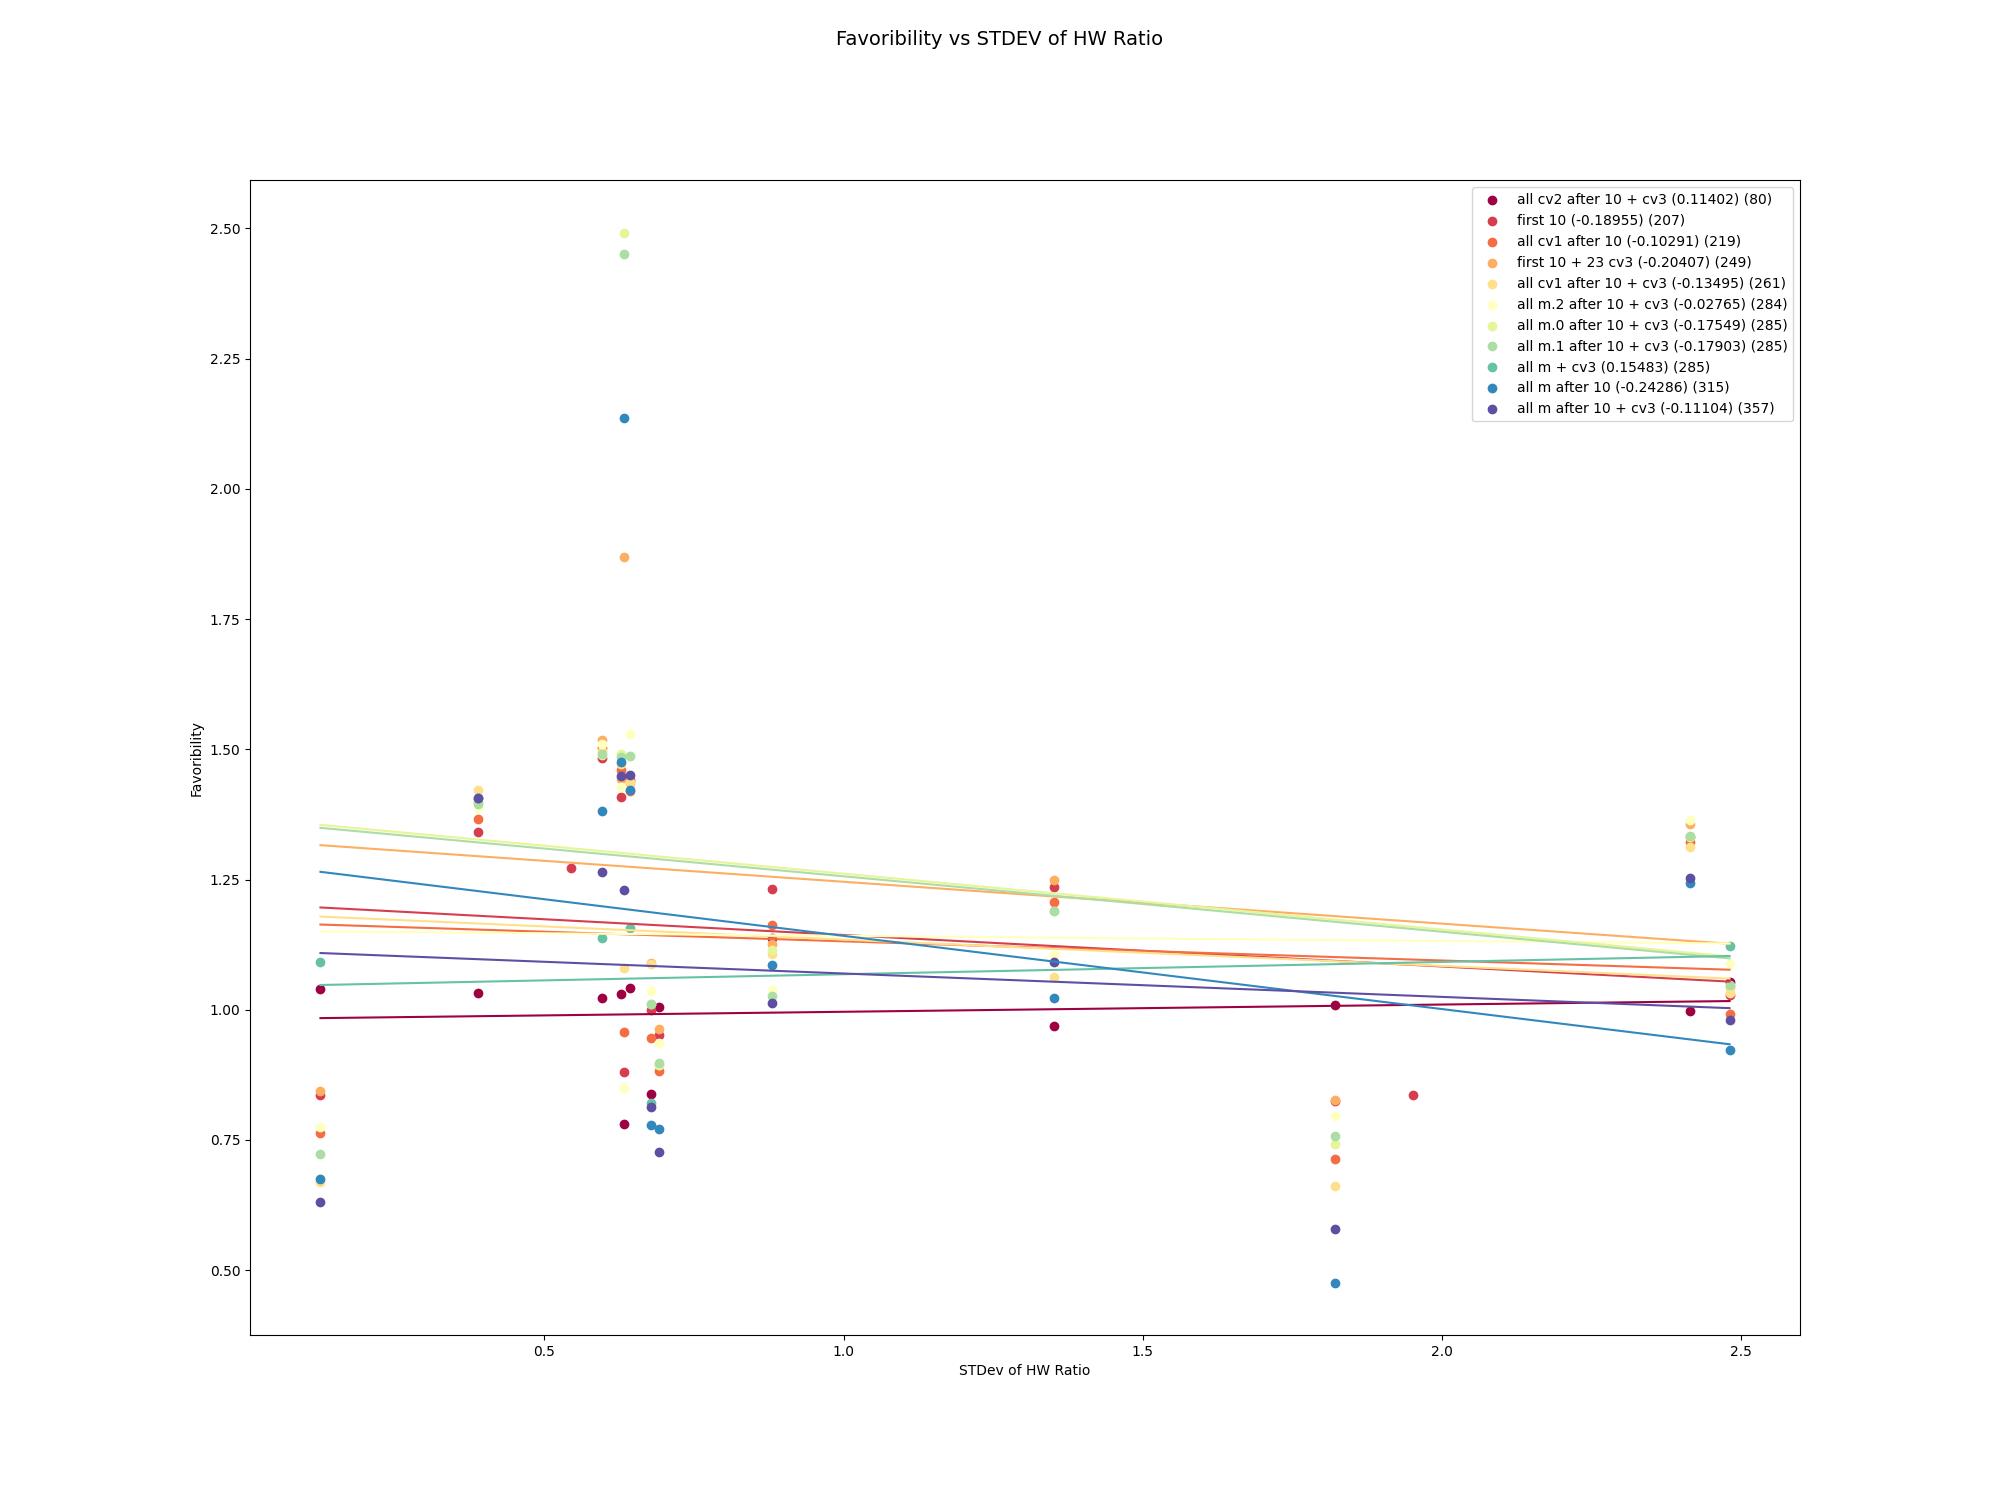 Favoribility vs STDEV of HW Ratio
all cv2 after 10 + cv3 (0.11402) (80)
first 10 (-0.18955) (207)
all cv1 after 10 (-0.10291) (219)
first 10 + 23 cv3 (-0.20407) (249)
all cv1 after 10 + cv3 (-0.13495) (261)
all m.2 after 10 + cv3 (-0.02765) (284)
all m.0 after 10 + cv3 (-0.17549) (285)
all m.1 after 10 + cv3 (-0.17903) (285)
all m + cv3 (0.15483) (285)
all m after 10 (-0.24286) (315)
all m after 10 + cv3 (-0.11104) (357)
2.50
2.25
2.00
1.75
1.50
1.25
1.00
0.75
0.50
Favoribility
0.5 1.0 1.5 2.0 2.5
STDev of HW Ratio